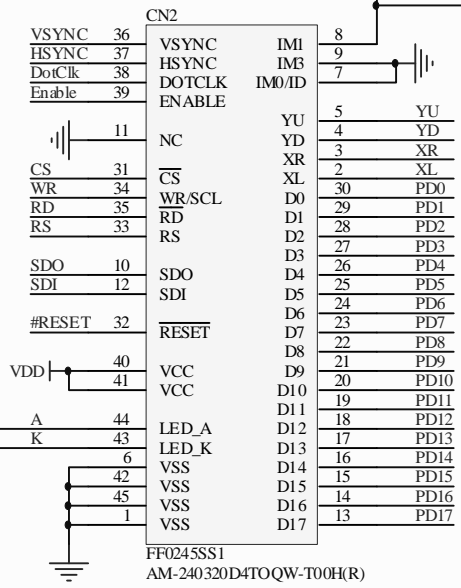 CN2
VSYNC 36 VSYNC IM1 8
HSYNC 37 HSYNC IM3 9
DotClk 38 DOTCLK IM0/ID 7
Enable 39 ENABLE
YU 5 YU
11 NC YD 4 YD
XR 3 XR
CS 31 CS XL 2 XL
WR 34 WR/SCL D0 30 PD0
RD 35 RD D1 29 PD1
RS 33 RS D2 28 PD2
D3 27 PD3
SDO 10 SDO D4 26 PD4
SDI 12 SDI D5 25 PD5
D6 24 PD6
#RESET 32 RESET D7 23 PD7
D8 22 PD8
VDD 40 VCC D9 21 PD9
41 VCC D10 20 PD10
D11 19 PD11
A 44 LED_A D12 18 PD12
K 43 LED_K D13 17 PD13
6 VSS D14 16 PD14
42 VSS D15 15 PD15
45 VSS D16 14 PD16
1 VSS D17 13 PD17
FF0245SS1
AM-240320D4TOQW-T00H(R)